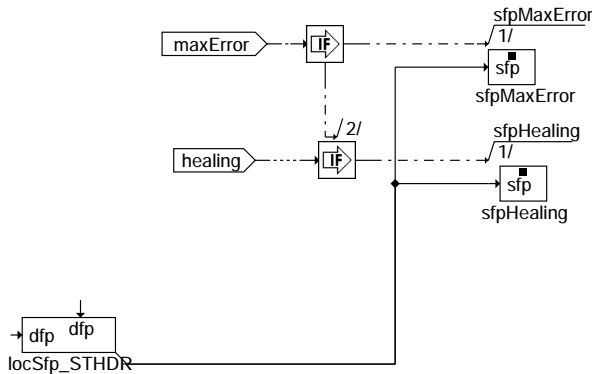 sfpMaxError
maxError
IF
1/
sfp
sfpMaxError
2/
sfpHealing
healing
IF
1/
sfp
sfpHealing
dfp
dfp
locSfp_STHDR